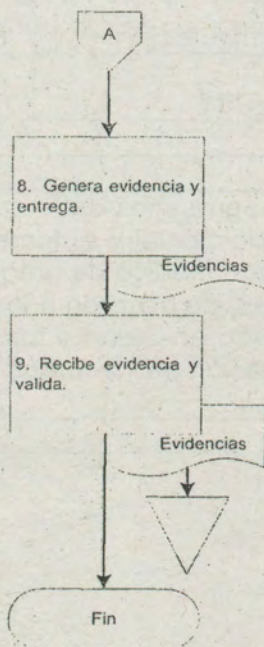 A
8. Genera evidencia y
entrega.
Evidencias
9. Recibe evidencia y
valida.
Evidencias
Fin